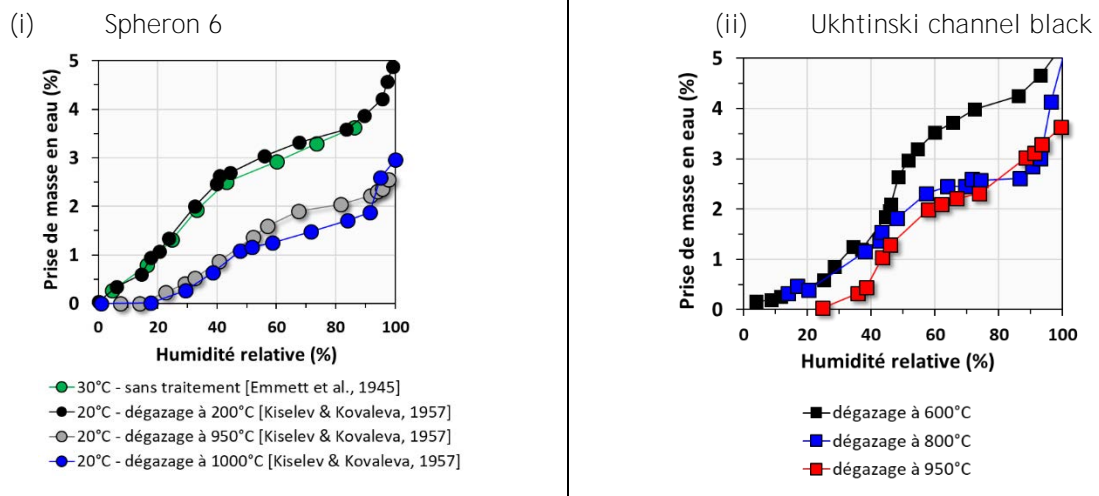 (i) Spheron 6
Prise de masse en eau (%)
5
4
3
2
1
0
0 20 40 60 80 100
Humidité relative (%)
30°C - sans traitement [Emmett et al., 1945]
20°C - dégazage à 200°C [Kiselev & Kovaleva, 1957]
20°C - dégazage à 950°C [Kiselev & Kovaleva, 1957]
20°C - dégazage à 1000°C [Kiselev & Kovaleva, 1957]
(ii) Ukhtinski channel black
Prise de masse en eau (%)
5
4
3
2
1
0
0 20 40 60 80 100
Humidité relative (%)
dégazage à 600°C
dégazage à 800°C
dégazage à 950°C